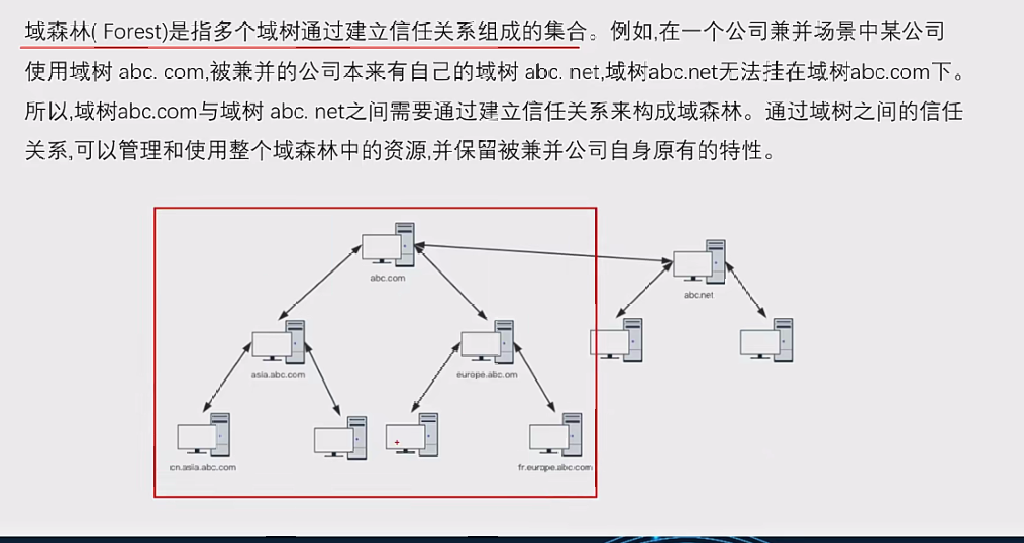 域森林( Forest)是指多个域树通过建立信任关系组成的集合。例如,在一个公司兼并场景中某公司
使用域树 abc. com,被兼并的公司本来有自己的域树 abc. net,域树abc.net无法挂在域树abc.com下。
所以,域树abc.com与域树 abc. net之间需要通过建立信任关系来构成域森林。通过域树之间的信任
关系,可以管理和使用整个域森林中的资源,并保留被兼并公司自身原有的特性。
abc.com
abc.net
asia.abc.com
europe.abc.om
cn.asia.abc.com
fr.europe.abc.com